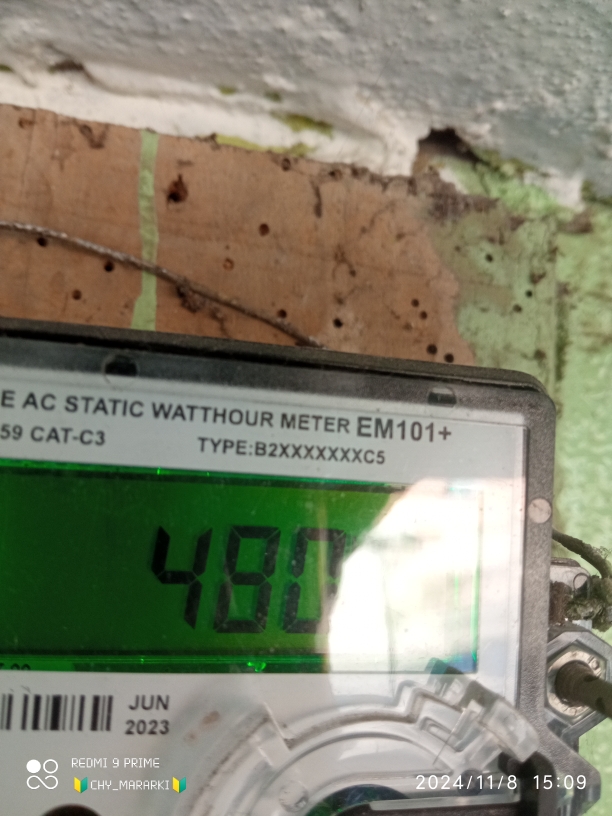 E AC STATIC WATTHOUR METER EM101+
59 CAT-C3 TYPE:B2XXXXXXXC5
480
JUN
2023
REDMI 9 PRIME
🔰CHY_MARARKI🔰
2024/11/8 15:09